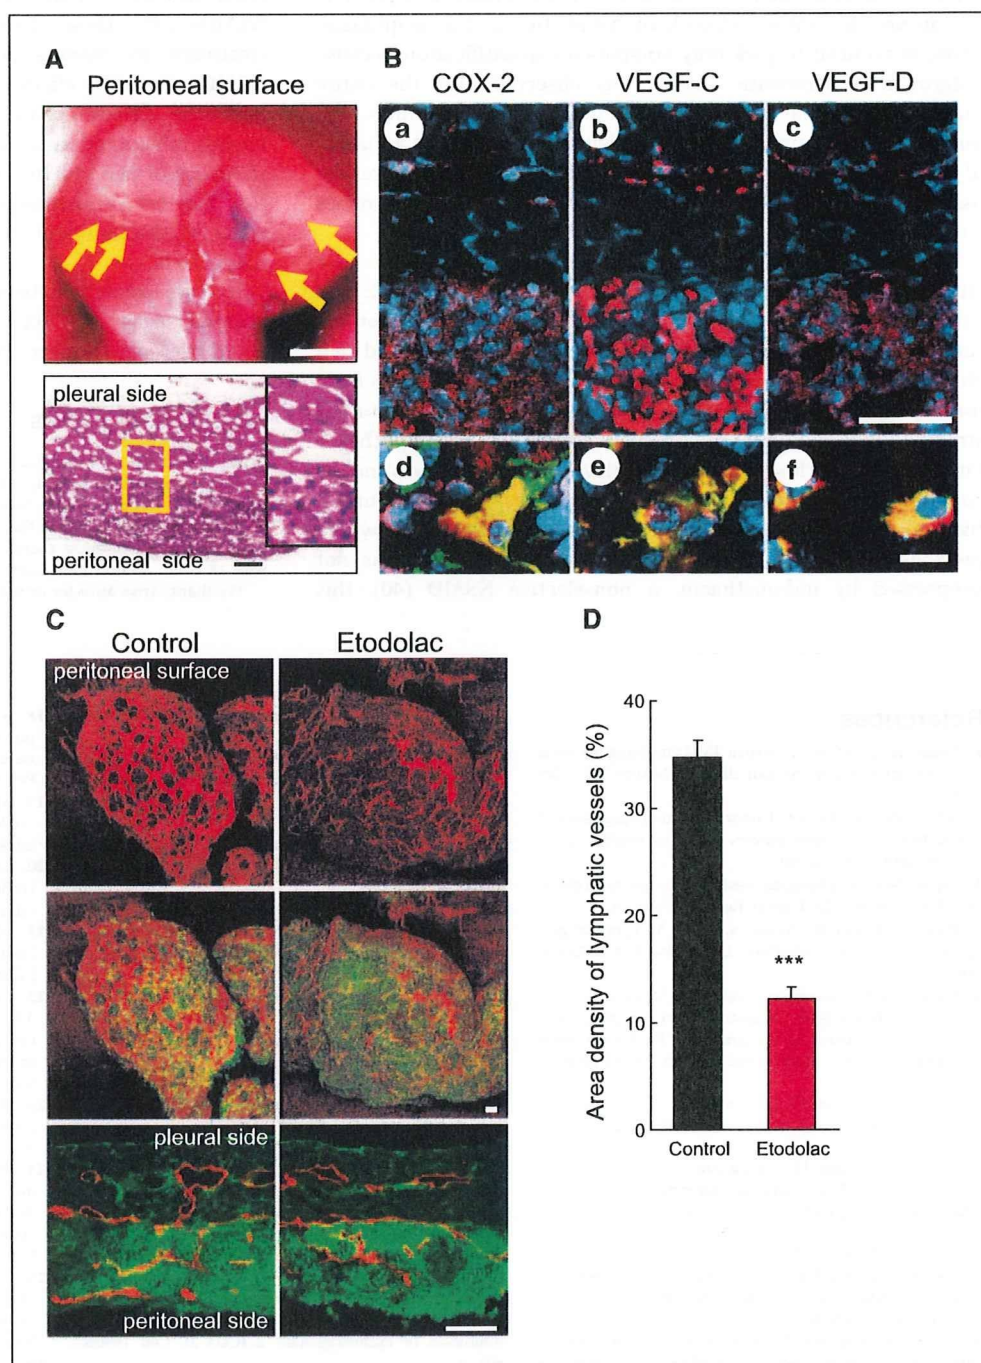 A
Peritoneal surface
pleural side
peritoneal side
B
COX-2
VEGF-C
VEGF-D
a
b
c
d
e
f
C
Control
Etodolac
peritoneal surface
pleural side
peritoneal side
D
Area density of lymphatic vessels (%)
40
30
20
10
0
***
Control
Etodolac